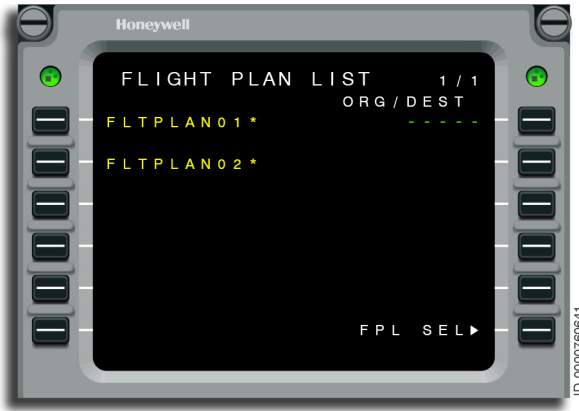 Honeywell
FLIGHT PLAN LIST 1/1
ORG/DEST
FLTPLAN01* -----
FLTPLAN02*
FPL SEL▶